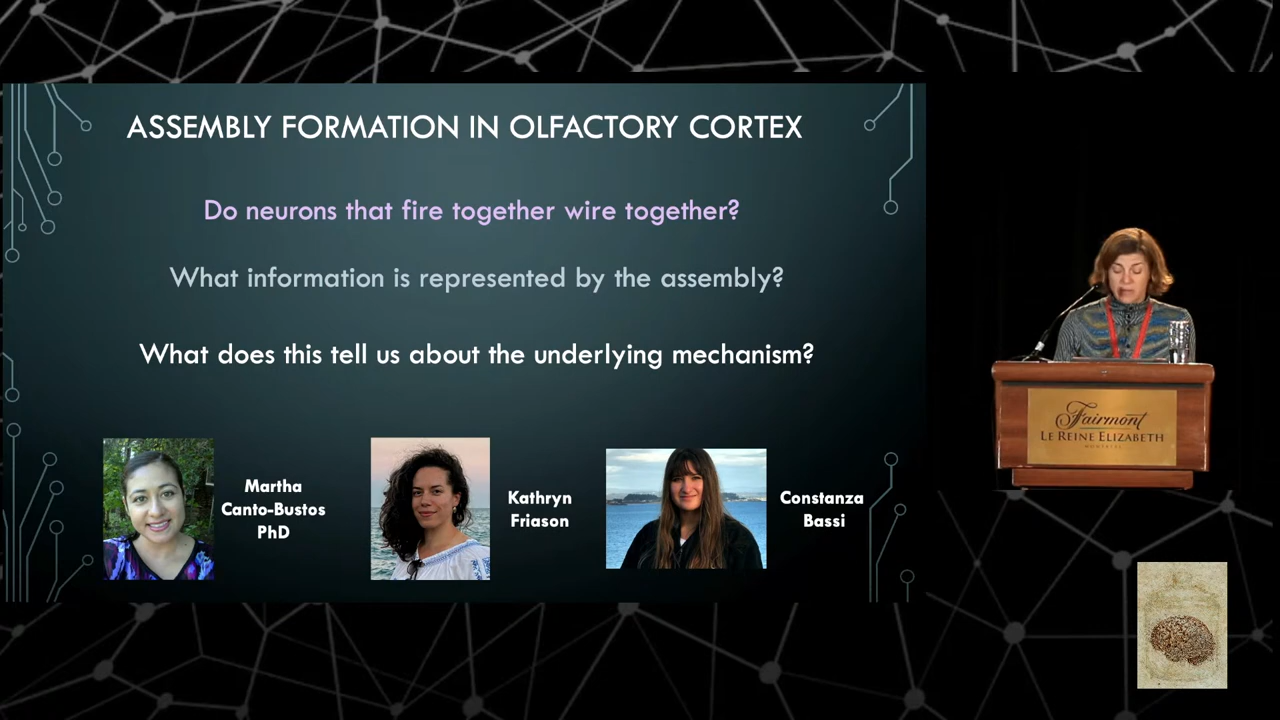 ASSEMBLY FORMATION IN OLFACTORY CORTEX
Do neurons that fire together wire together?
What information is represented by the assembly?
What does this tell us about the underlying mechanism?
Martha
Canto-Bustos
PhD
Kathryn
Friason
Constanza
Bassi
Fairmont
LE REINE ELIZABETH
MONTRÉAL